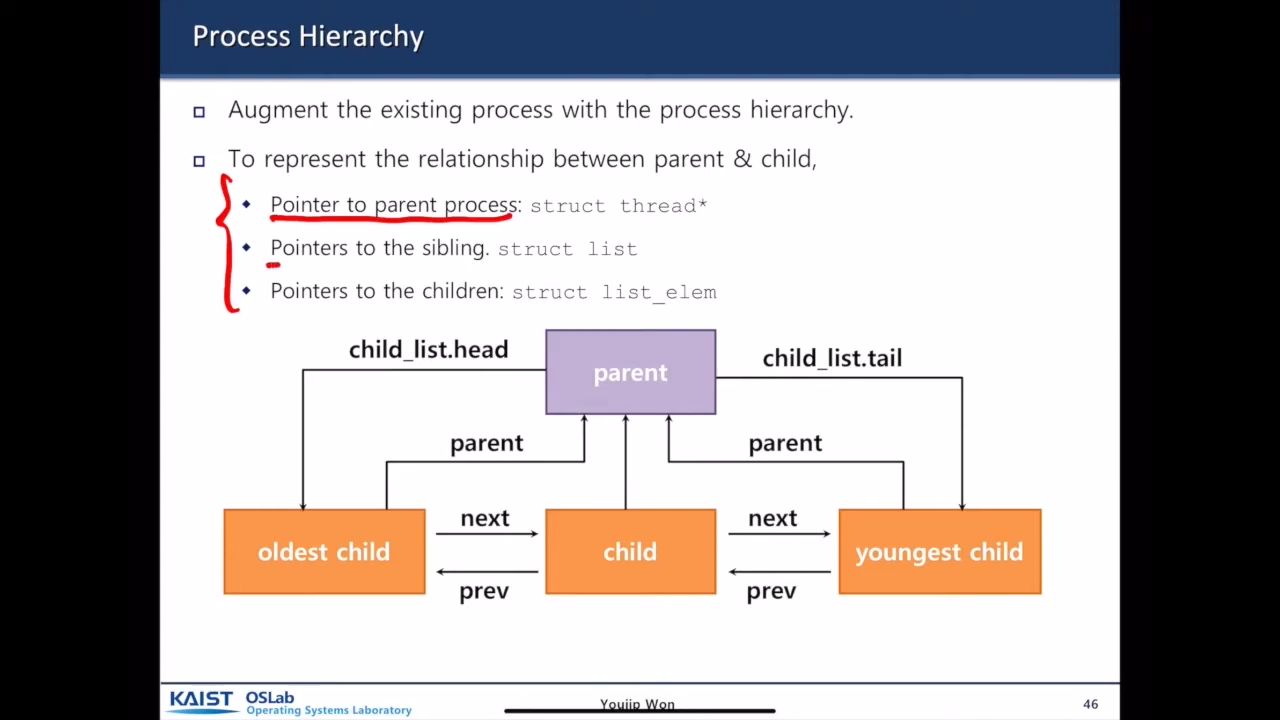 Process Hierarchy
Augment the existing process with the process hierarchy.
To represent the relationship between parent & child,
Pointer to parent process: struct thread*
Pointers to the sibling. struct list
Pointers to the children: struct list_elem
child_list.head
parent
child_list.tail
parent
parent
oldest child
next
prev
child
next
prev
youngest child
KAIST OSLab
Operating Systems Laboratory
Youjip Won
46